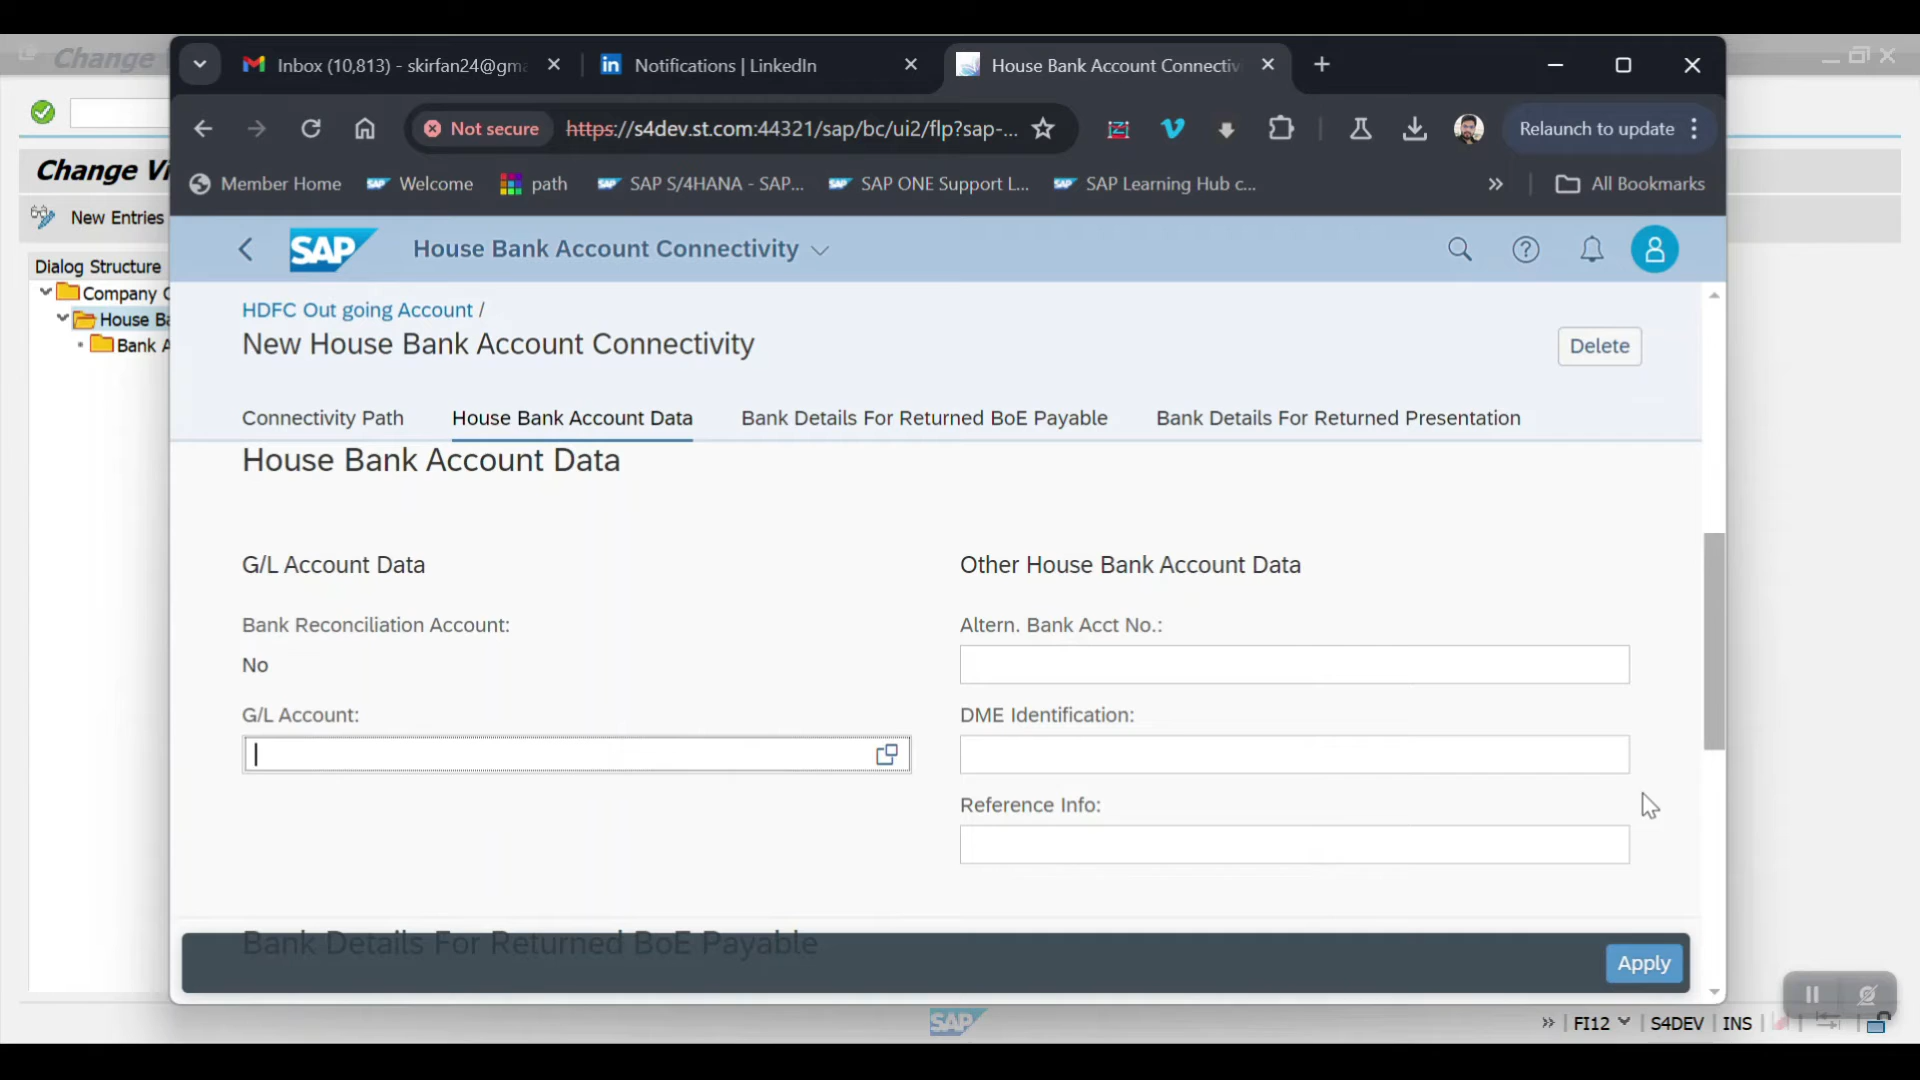 Change
Inbox (10,813) - skirfan24@gma
Notifications | LinkedIn
House Bank Account Connectiv
Not secure
https://s4dev.st.com:44321/sap/bc/ui2/flp?sap-...
Relaunch to update
Change Vi
Member Home
Welcome
path
SAP S/4HANA - SAP...
SAP ONE Support L...
SAP Learning Hub c...
»
All Bookmarks
New Entries
SAP
House Bank Account Connectivity
Dialog Structure
Company C
House Ba
Bank A
HDFC Out going Account /
New House Bank Account Connectivity
Delete
Connectivity Path
House Bank Account Data
Bank Details For Returned BoE Payable
Bank Details For Returned Presentation
House Bank Account Data
G/L Account Data
Other House Bank Account Data
Bank Reconciliation Account:
Altern. Bank Acct No.:
No
G/L Account:
DME Identification:
Reference Info:
Bank Details For Returned BoE Payable
Apply
SAP
» FI12
S4DEV
INS